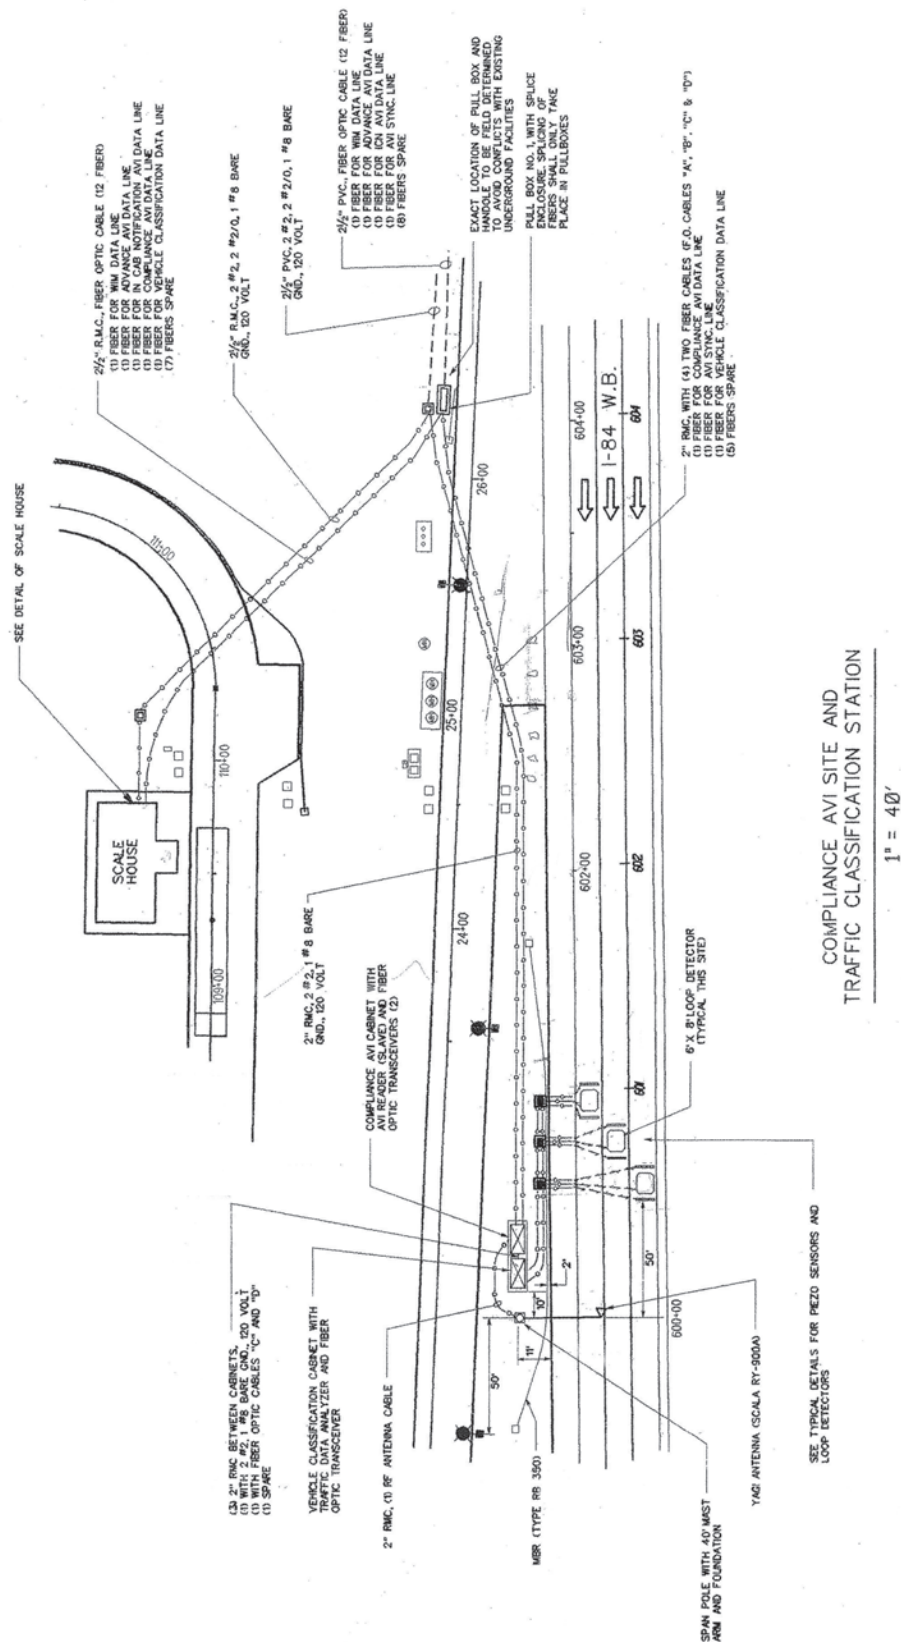 SEE DETAIL OF SCALE HOUSE
2½" R.M.C., FIBER OPTIC CABLE (12 FIBER)
(1) FIBER FOR WIM DATA LINE
(1) FIBER FOR ADVANCE AVI DATA LINE
(1) FIBER FOR IN CAB NOTIFICATION AVI DATA LINE
(1) FIBER FOR COMPLIANCE AVI DATA LINE
(1) FIBER FOR VEHICLE CLASSIFICATION DATA LINE
(7) FIBERS SPARE
2½" R.M.C., 2 #2, 2 #2/0, 1 #8 BARE
GND., 120 VOLT
2½" PVC, 2 #2, 2 #2/0, 1 #8 BARE
GND., 120 VOLT
2½" PVC., FIBER OPTIC CABLE (12 FIBER)
(1) FIBER FOR WIM DATA LINE
(1) FIBER FOR ADVANCE AVI DATA LINE
(1) FIBER FOR ICN AVI DATA LINE
(1) FIBER FOR AVI SYNC. LINE
(8) FIBERS SPARE
EXACT LOCATION OF PULL BOX AND
HANDOLE TO BE FIELD DETERMINED
TO AVOID CONFLICTS WITH EXISTING
UNDERGROUND FACILITIES
PULL BOX NO. 1, WITH SPLICE
ENCLOSURE. SPLICING OF
FIBERS SHALL ONLY TAKE
PLACE IN PULLBOXES
2" RMC, WITH (4) TWO FIBER CABLES (F.O. CABLES "A", "B", "C" & "D")
(1) FIBER FOR COMPLIANCE AVI DATA LINE
(1) FIBER FOR AVI SYNC. LINE
(1) FIBER FOR VEHICLE CLASSIFICATION DATA LINE
(5) FIBERS SPARE
SCALE
HOUSE
109+00
110+00
111+00
24+00
25+00
26+00
2" RMC, 2 #2, 1 #8 BARE
GND., 120 VOLT
COMPLIANCE AVI CABINET WITH
AVI READER (SLAVE) AND FIBER
OPTIC TRANSCEIVERS (2)
(3) 2" RMC BETWEEN CABINETS,
(1) WITH 2 #2, 1 #8 BARE GND., 120 VOLT
(1) WITH FIBER OPTIC CABLES "C" AND "D"
(1) SPARE
VEHICLE CLASSIFICATION CABINET WITH
TRAFFIC DATA ANALYZER AND FIBER
OPTIC TRANSCEIVER
2" RMC, (1) RF ANTENNA CABLE
50'
11'
10'
2'
50'
MBR (TYPE RB 350)
600+00
601
602+00
602
603+00
603
604+00
604
I-84 W.B.
6' X 8' LOOP DETECTOR
(TYPICAL THIS SITE)
SEE TYPICAL DETAILS FOR PIEZO SENSORS AND
LOOP DETECTORS
YAGI ANTENNA (SCALA RY-900A)
SPAN POLE WITH 40' MAST
ARM AND FOUNDATION
COMPLIANCE AVI SITE AND
TRAFFIC CLASSIFICATION STATION
1" = 40'